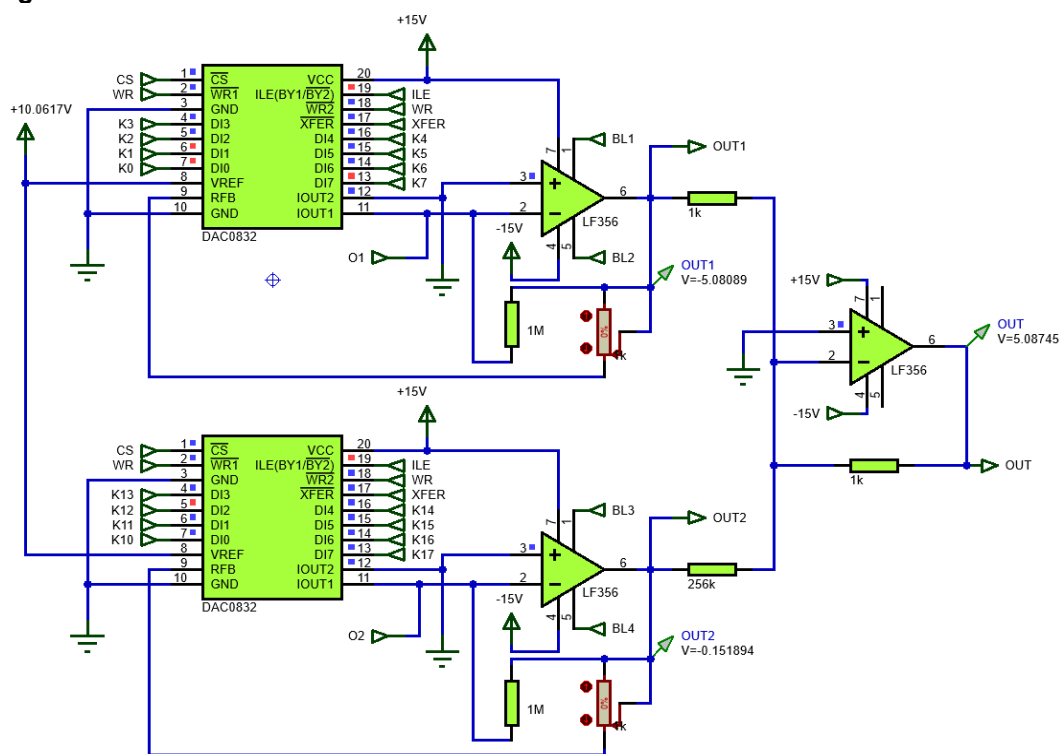 +15V
+10.0617V
CS 1 CS VCC 20
WR 2 WR1 ILE(BY1/BY2) 19 ILE
3 GND WR2 18 WR
K3 4 DI3 XFER 17 XFER
K2 5 DI2 DI4 16 K4
K1 6 DI1 DI5 15 K5
K0 7 DI0 DI6 14 K6
8 VREF DI7 13 K7
9 RFB IOUT2 12
10 GND IOUT1 11
DAC0832
7 1 BL1
3 6
2 LF356
-15V 4 5 BL2
O1
OUT1
1k
OUT1
V=-5.08089
1M 0% 1k
+15V 7 1
3 6
2 LF356
-15V 4 5
OUT
V=5.08745
1k OUT
+15V
CS 1 CS VCC 20
WR 2 WR1 ILE(BY1/BY2) 19 ILE
3 GND WR2 18 WR
K13 4 DI3 XFER 17 XFER
K12 5 DI2 DI4 16 K14
K11 6 DI1 DI5 15 K15
K10 7 DI0 DI6 14 K16
8 VREF DI7 13 K17
9 RFB IOUT2 12
10 GND IOUT1 11
DAC0832
7 1 BL3
3 6
2 LF356
-15V 4 5 BL4
O2
OUT2
256k
OUT2
V=-0.151894
1M 0% 1k